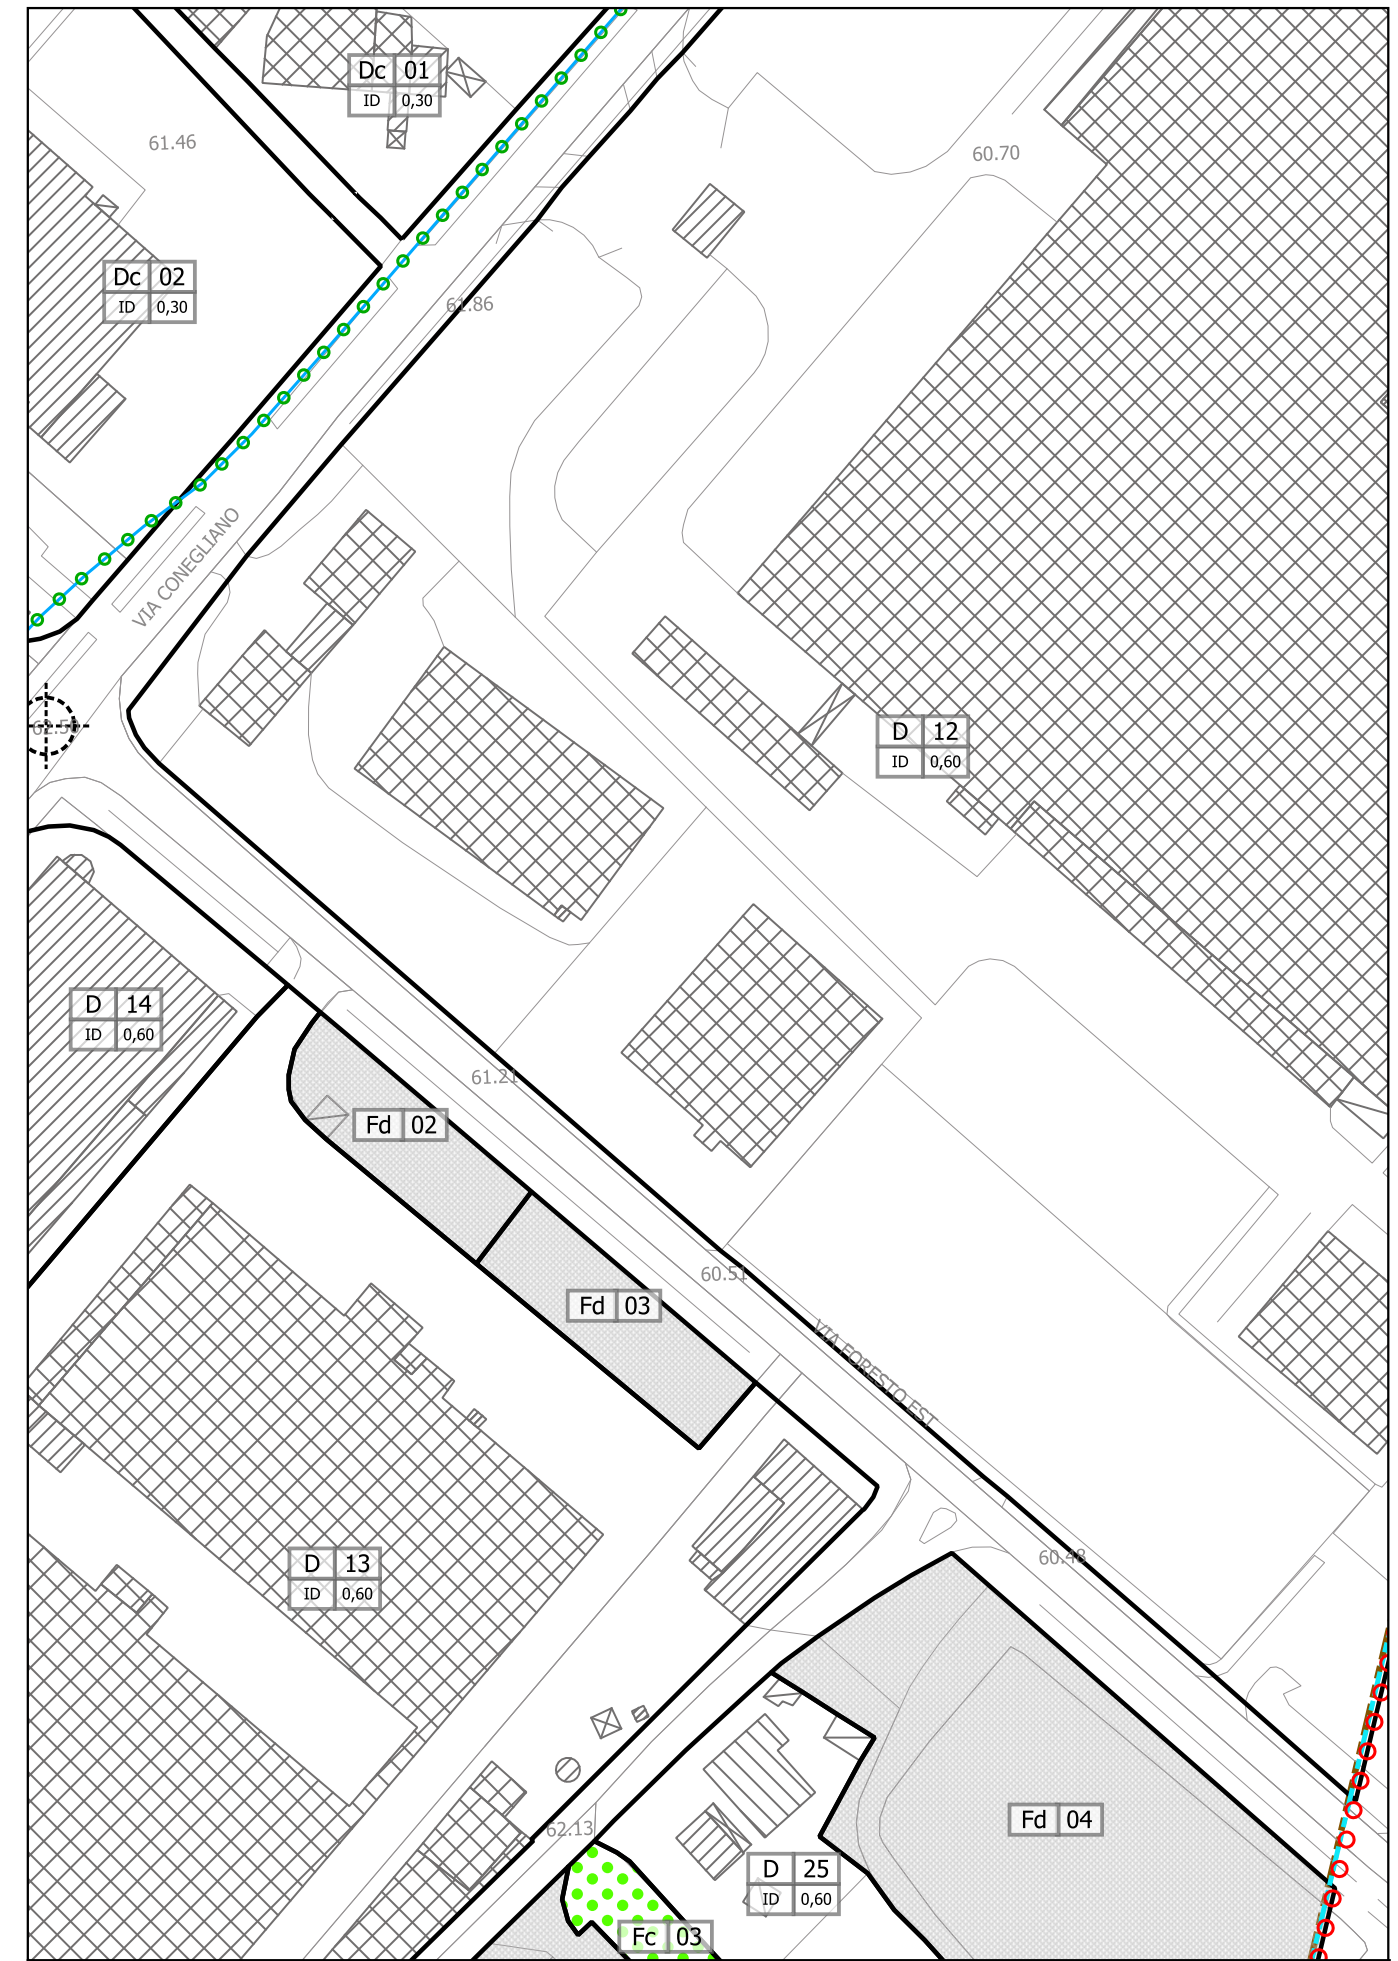 Dc 01
ID 0,30
61.46
60.70
Dc 02
ID 0,30
61.86
VIA CONEGLIANO
62.50
D 12
ID 0,60
D 14
ID 0,60
61.21
Fd 02
60.51
Fd 03
VIA FORESTO EST
D 13
ID 0,60
60.48
Fd 04
62.13
D 25
ID 0,60
Fc 03